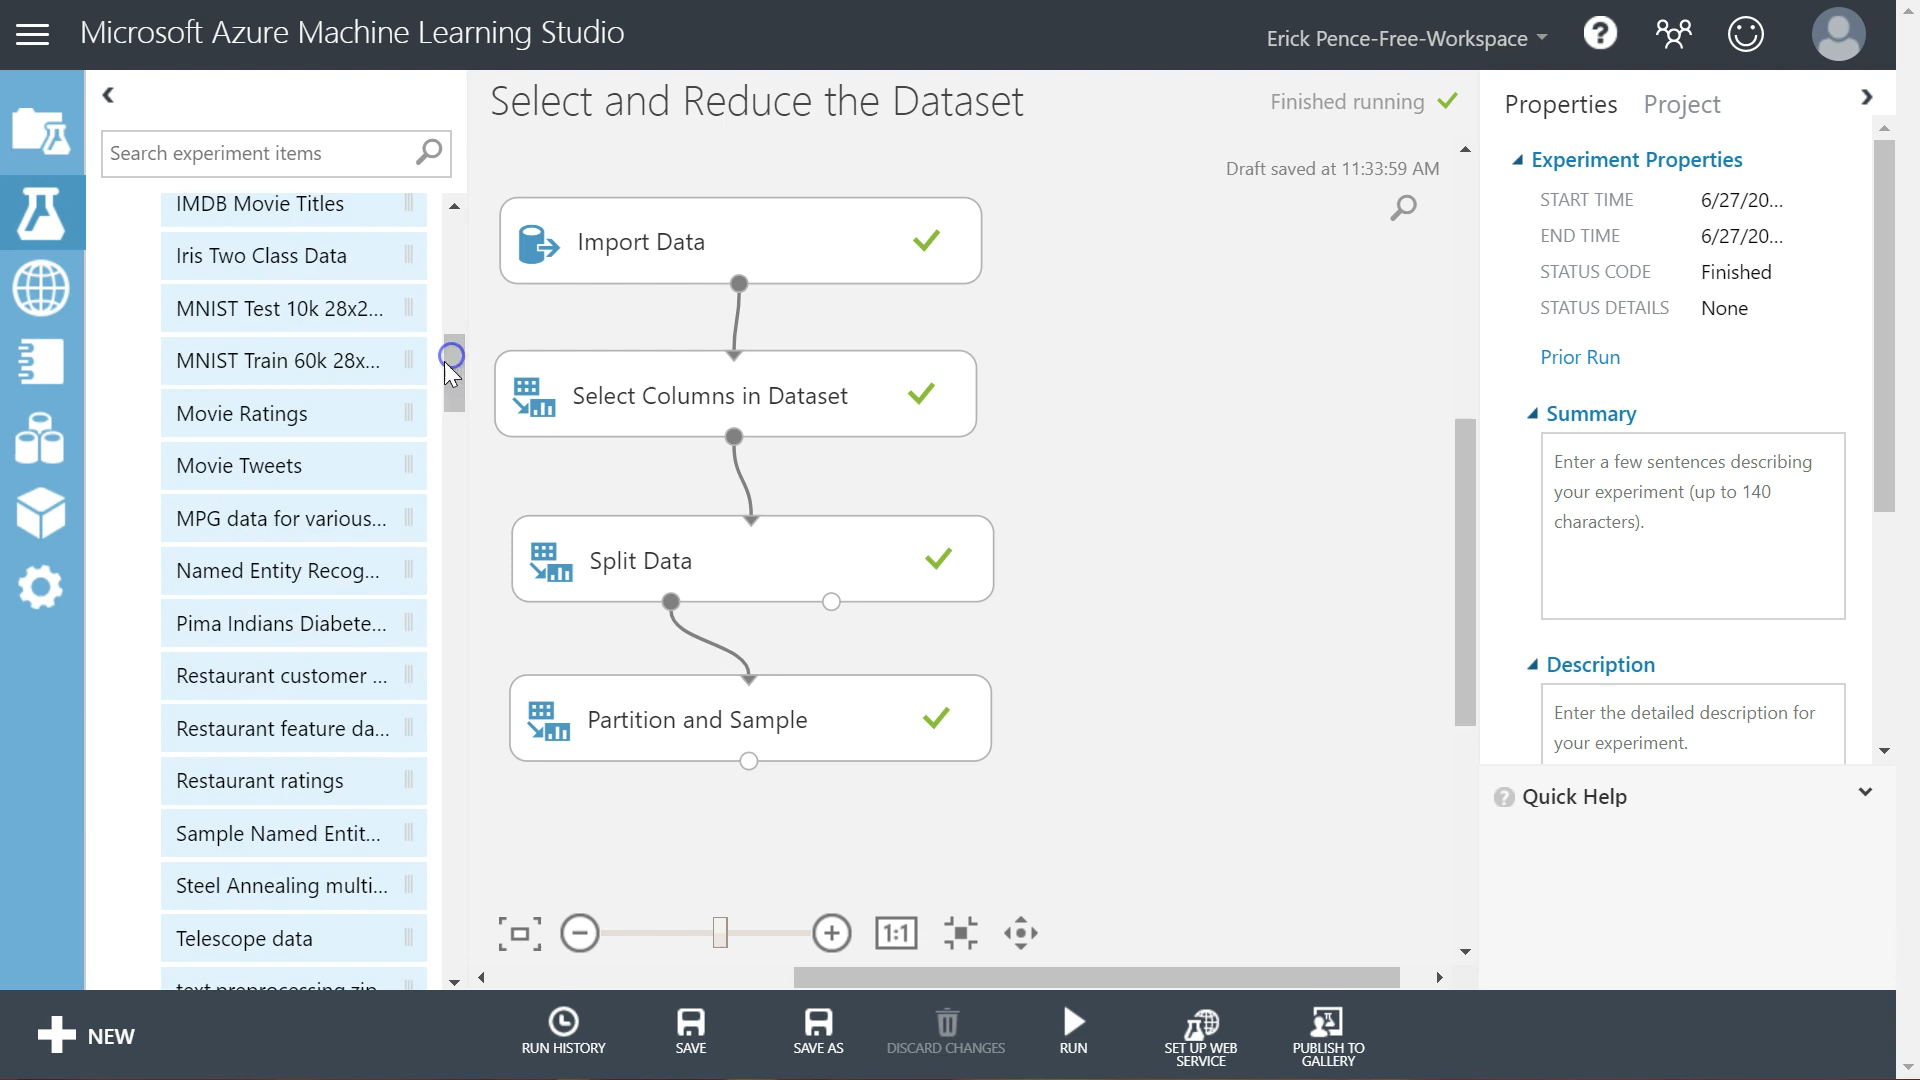 Microsoft Azure Machine Learning Studio
Erick Pence-Free-Workspace
Search experiment items
IMDB Movie Titles
Iris Two Class Data
MNIST Test 10k 28x2...
MNIST Train 60k 28x...
Movie Ratings
Movie Tweets
MPG data for various...
Named Entity Recog...
Pima Indians Diabete...
Restaurant customer ...
Restaurant feature da...
Restaurant ratings
Sample Named Entit...
Steel Annealing multi...
Telescope data
text preprocessing zip
Select and Reduce the Dataset
Finished running
Draft saved at 11:33:59 AM
Import Data
Select Columns in Dataset
Split Data
Partition and Sample
1:1
Properties Project
Experiment Properties
START TIME 6/27/20...
END TIME 6/27/20...
STATUS CODE Finished
STATUS DETAILS None
Prior Run
Summary
Enter a few sentences describing
your experiment (up to 140
characters).
Description
Enter the detailed description for
your experiment.
Quick Help
NEW
RUN HISTORY
SAVE
SAVE AS
DISCARD CHANGES
RUN
SET UP WEB
SERVICE
PUBLISH TO
GALLERY